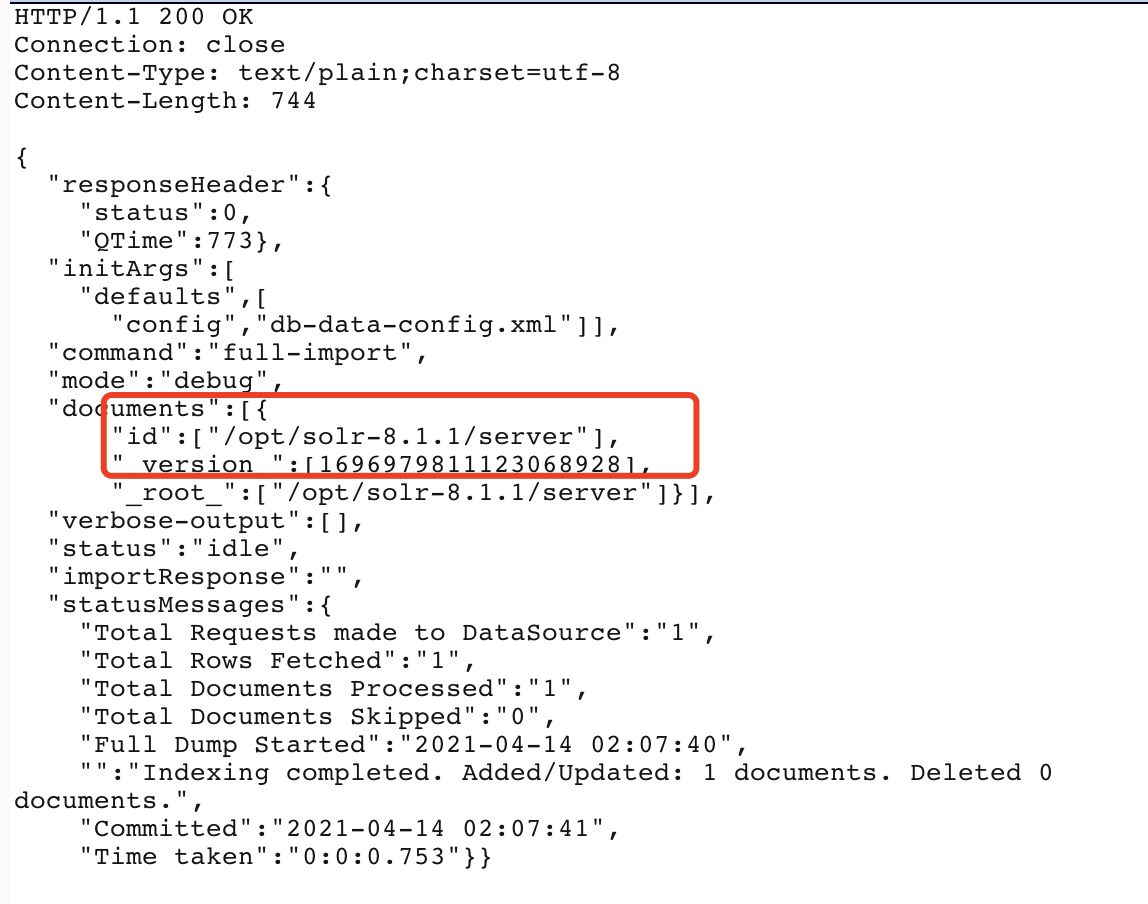 HTTP/1.1 200 OK
Connection: close
Content-Type: text/plain;charset=utf-8
Content-Length: 744

{
  "responseHeader":{
    "status":0,
    "QTime":773},
  "initArgs":[
    "defaults",[
      "config","db-data-config.xml"]],
  "command":"full-import",
  "mode":"debug",
  "documents":[{
      "id":["/opt/solr-8.1.1/server"],
      "_version_":[1696979811123068928],
      "_root_":["/opt/solr-8.1.1/server"]}],
  "verbose-output":[],
  "status":"idle",
  "importResponse":"",
  "statusMessages":{
    "Total Requests made to DataSource":"1",
    "Total Rows Fetched":"1",
    "Total Documents Processed":"1",
    "Total Documents Skipped":"0",
    "Full Dump Started":"2021-04-14 02:07:40",
    "":"Indexing completed. Added/Updated: 1 documents. Deleted 0
documents.",
    "Committed":"2021-04-14 02:07:41",
    "Time taken":"0:0:0.753"}}